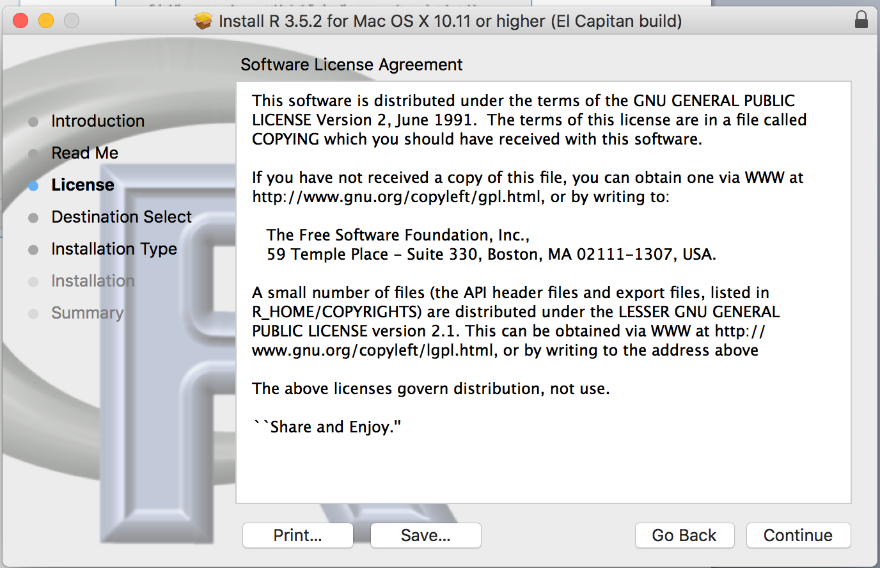 Install R 3.5.2 for Mac OS X 10.11 or higher (El Capitan build)
Introduction
Read Me
License
Destination Select
Installation Type
Installation
Summary
Software License Agreement
This software is distributed under the terms of the GNU GENERAL PUBLIC
LICENSE Version 2, June 1991.  The terms of this license are in a file called
COPYING which you should have received with this software.
If you have not received a copy of this file, you can obtain one via WWW at
http://www.gnu.org/copyleft/gpl.html, or by writing to:
The Free Software Foundation, Inc.,
59 Temple Place – Suite 330, Boston, MA 02111–1307, USA.
A small number of files (the API header files and export files, listed in
R_HOME/COPYRIGHTS) are distributed under the LESSER GNU GENERAL
PUBLIC LICENSE version 2.1. This can be obtained via WWW at http://
www.gnu.org/copyleft/lgpl.html, or by writing to the address above
The above licenses govern distribution, not use.
``Share and Enjoy."
Print...
Save...
Go Back
Continue